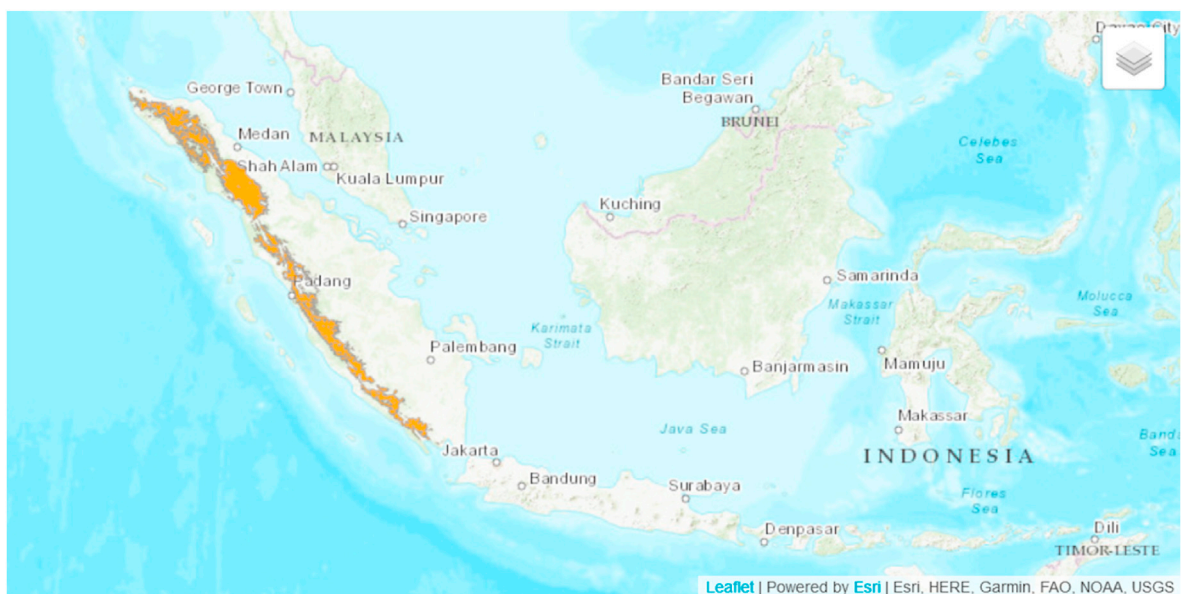 Davao City
George Town
Bandar Seri
Begawan
BRUNEI
Medan
MALAYSIA
Celebes
Sea
Shah Alam
Kuala Lumpur
Kuching
Singapore
Padang
Samarinda
Makassar
Strait
Molucca
Sea
Karimata
Strait
Palembang
Banjarmasin
Mamuju
Makassar
Java Sea
Band
Sea
Jakarta
INDONESIA
Bandung
Surabaya
Flores
Sea
Denpasar
Dili
TIMOR-LESTE
Leaflet | Powered by Esri | Esri, HERE, Garmin, FAO, NOAA, USGS